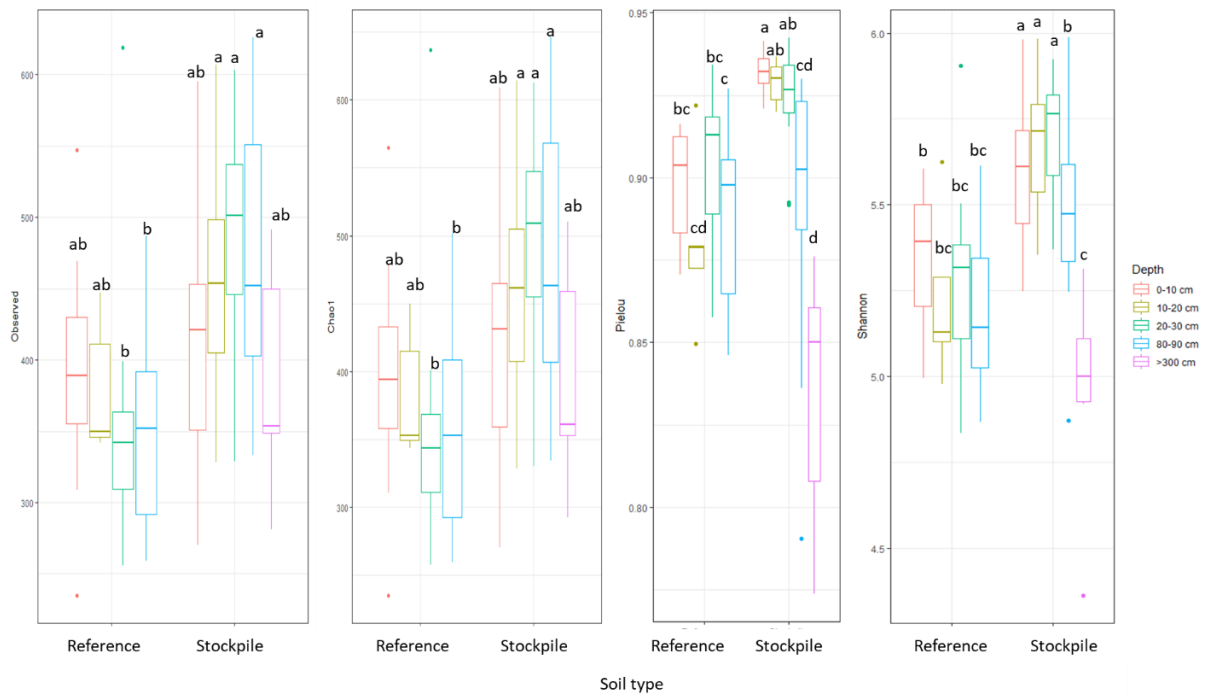 Observed
600
500
400
300
ab
ab
b
b
ab
a
a
a
ab
Reference
Stockpile
Chao1
600
500
400
300
ab
ab
b
b
ab
a
a
a
ab
Reference
Stockpile
Pielou
0.95
0.90
0.85
0.80
bc
cd
bc
c
a
ab
ab
cd
d
Reference
Stockpile
Shannon
6.0
5.5
5.0
4.5
b
bc
bc
bc
a
a
a
b
c
Reference
Stockpile
Depth
0-10 cm
10-20 cm
20-30 cm
80-90 cm
>300 cm
Soil type